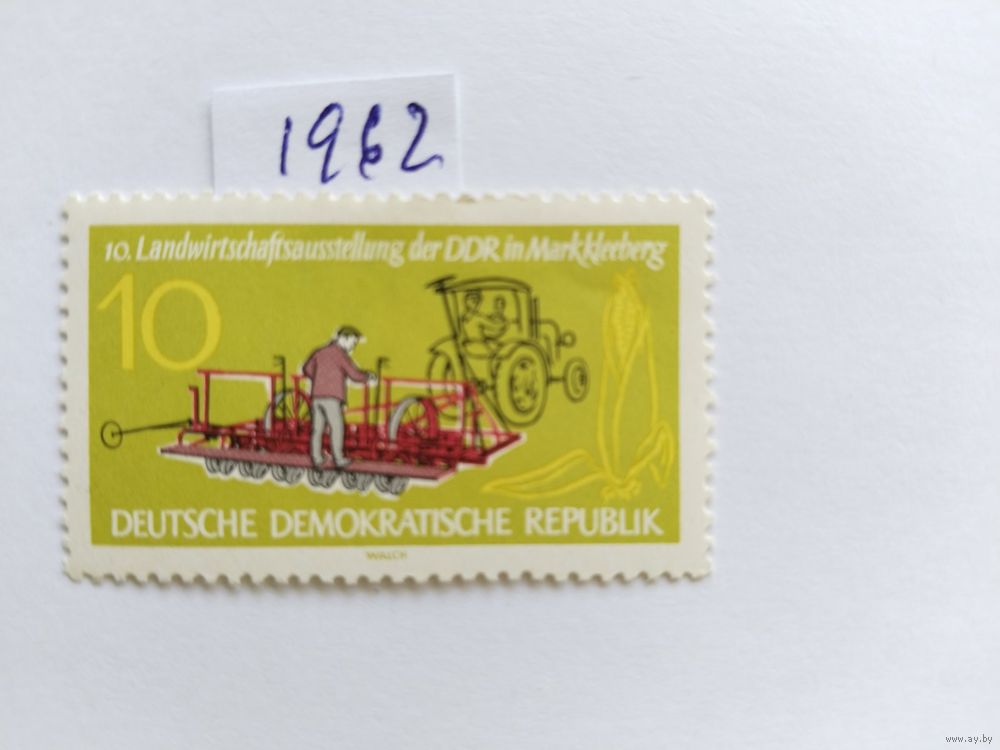 1962
10. Landwirtschaftsausstellung der DDR in Markkleeberg
10
DEUTSCHE DEMOKRATISCHE REPUBLIK
WALCH
www.ay.by